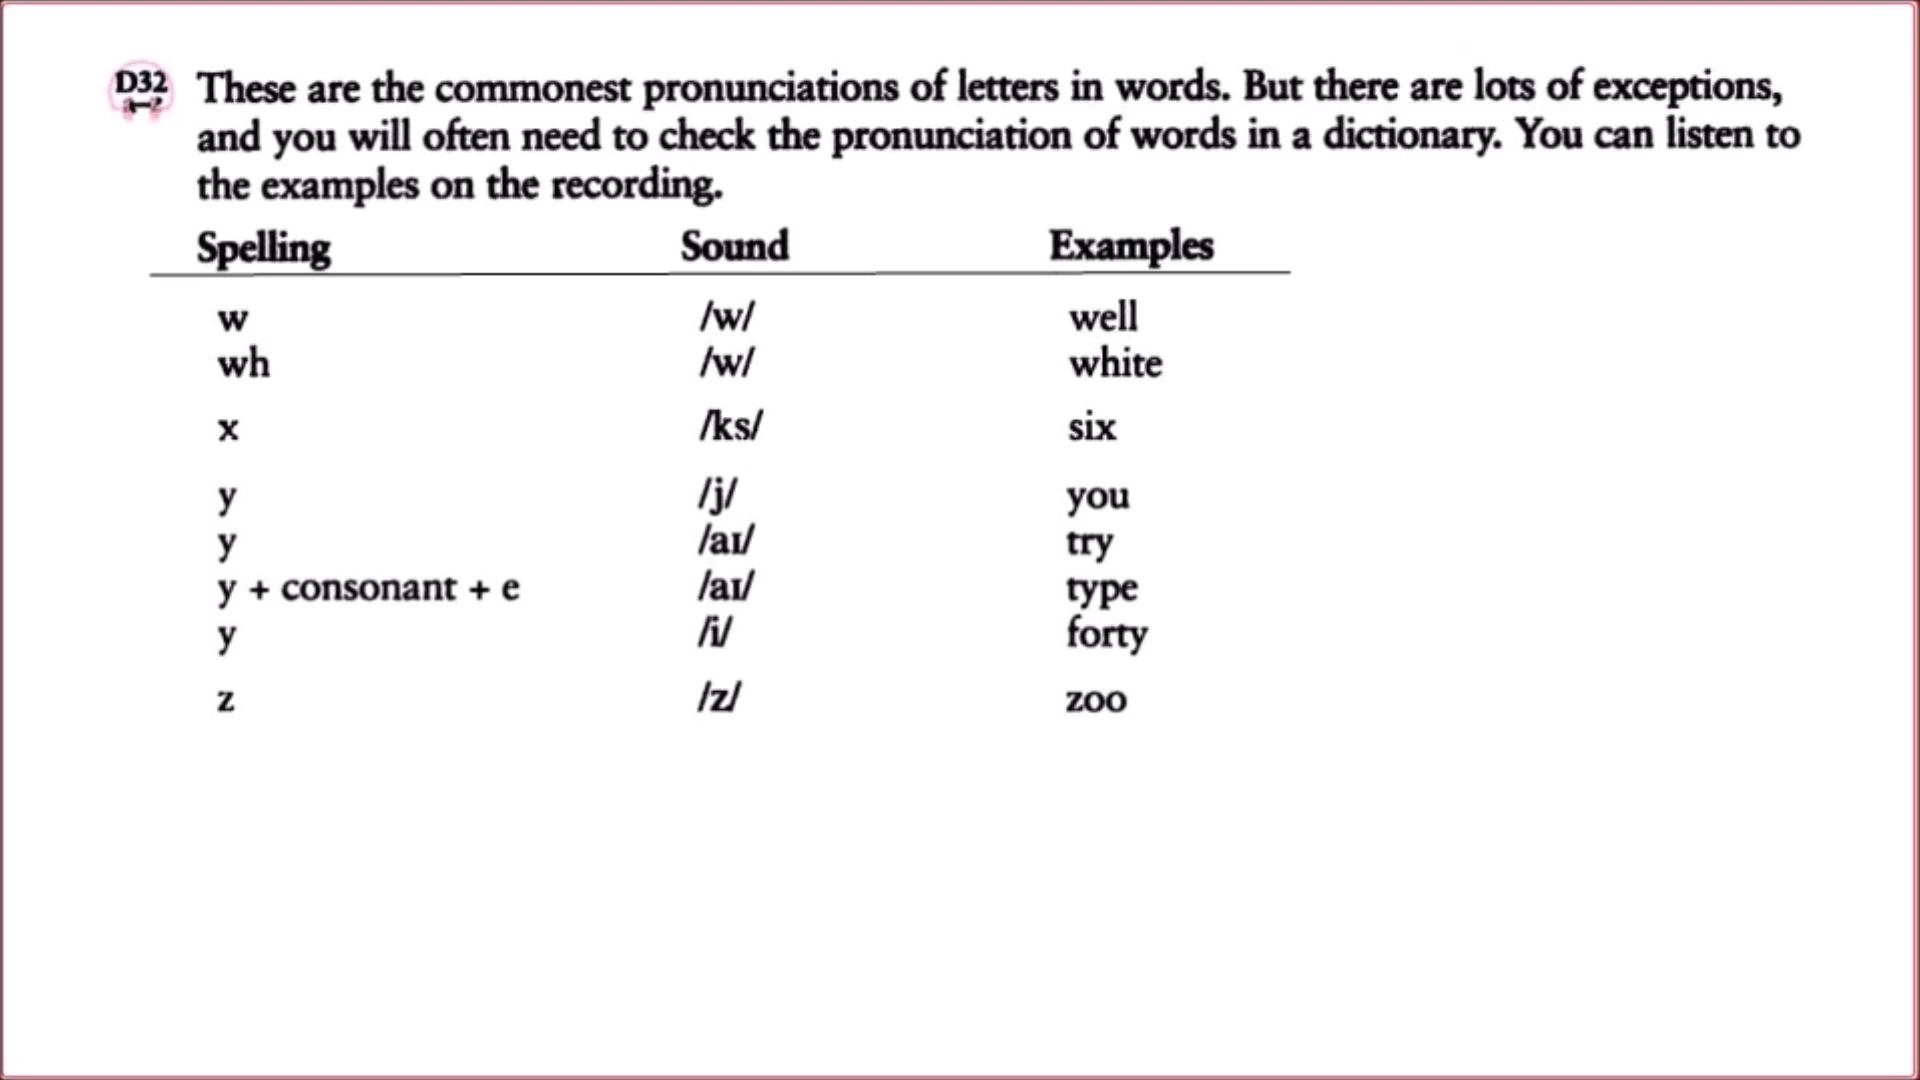 D32 These are the commonest pronunciations of letters in words. But there are lots of exceptions,
and you will often need to check the pronunciation of words in a dictionary. You can listen to
the examples on the recording.
Spelling Sound Examples
w /w/ well
wh /w/ white
x /ks/ six
y /j/ you
y /aɪ/ try
y + consonant + e /aɪ/ type
y /i/ forty
z /z/ zoo